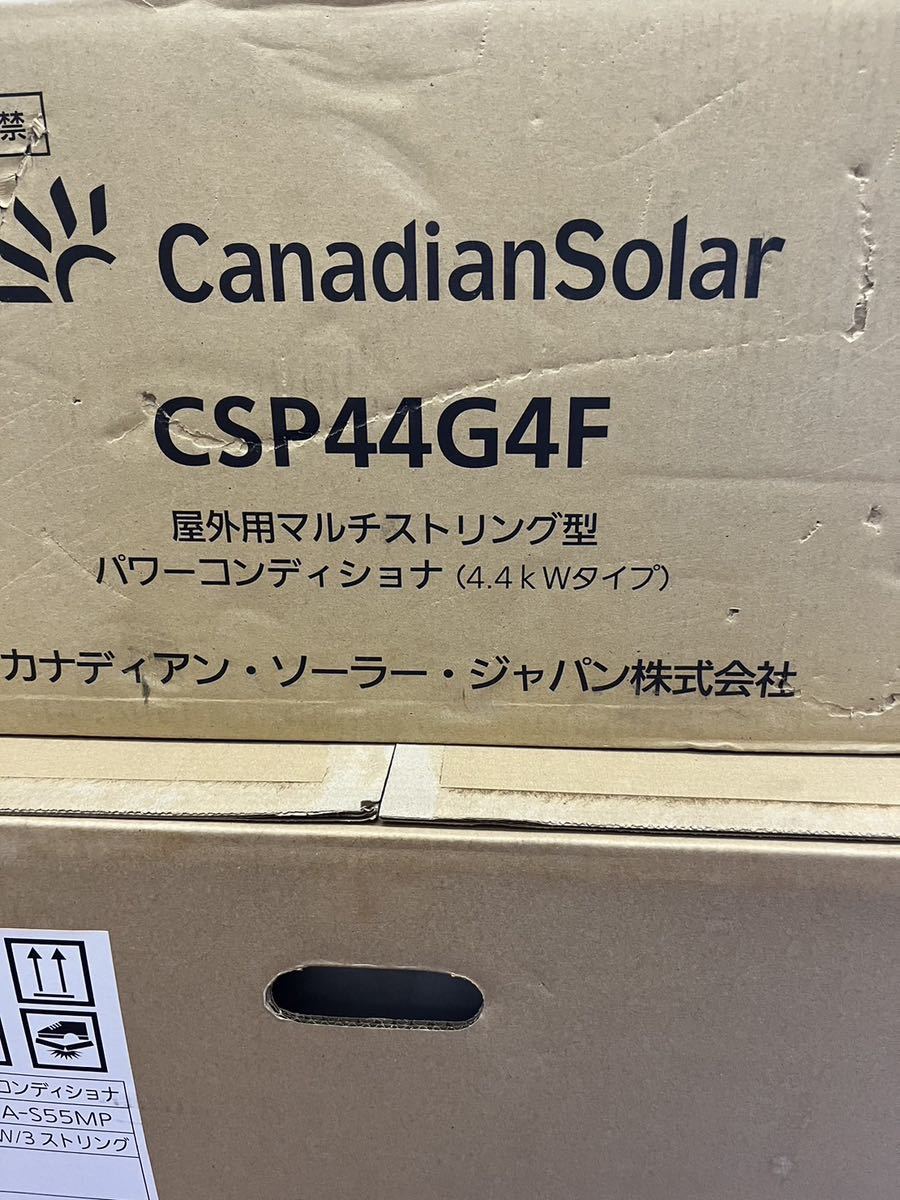 禁
CanadianSolar
CSP44G4F
屋外用マルチストリング型
パワーコンディショナ（4.4kWタイプ）
カナディアン・ソーラー・ジャパン株式会社
コンディショナ
A-S55MP
W/3ストリング